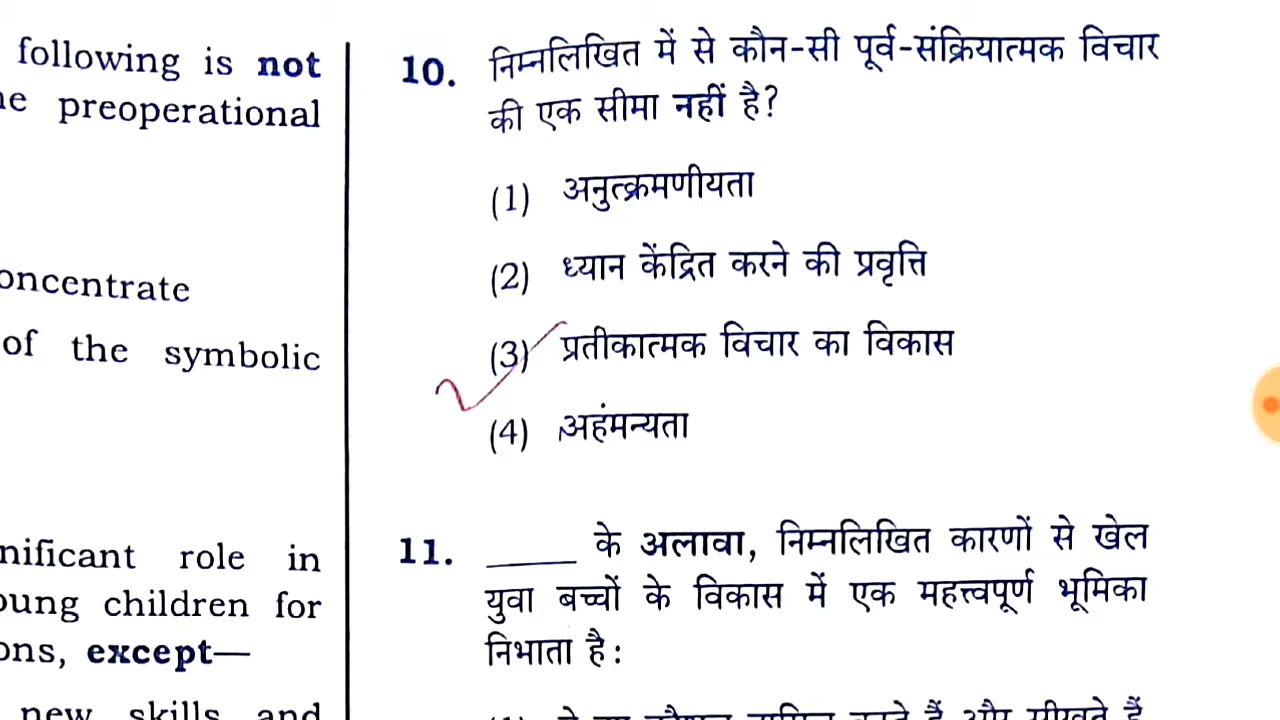 following is not
preoperational
oncentrate
of the symbolic
nificant role in
oung children for
ons, except—
new skills and
10. निम्नलिखित में से कौन-सी पूर्व-संक्रियात्मक विचार
की एक सीमा नहीं है?
(1) अनुत्क्रमणीयता
(2) ध्यान केंद्रित करने की प्रवृत्ति
(3) प्रतीकात्मक विचार का विकास
(4) अहंमन्यता
11. _____ के अलावा, निम्नलिखित कारणों से खेल
युवा बच्चों के विकास में एक महत्त्वपूर्ण भूमिका
निभाता है :